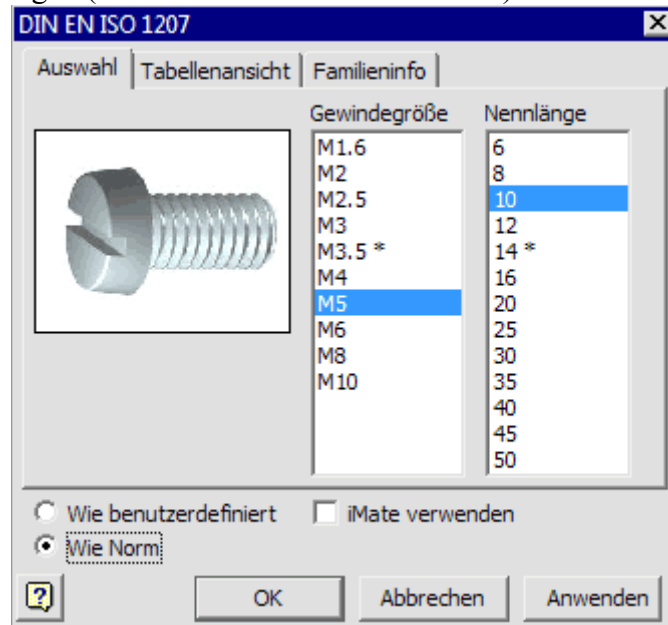 DIN EN ISO 1207
Auswahl Tabellenansicht Familieninfo
Gewindegröße Nennlänge
M1.6 6
M2 8
M2.5 10
M3 12
M3.5 * 14 *
M4 16
M5 20
M6 25
M8 30
M10 35
40
45
50
Wie benutzerdefiniert iMate verwenden
Wie Norm
OK Abbrechen Anwenden